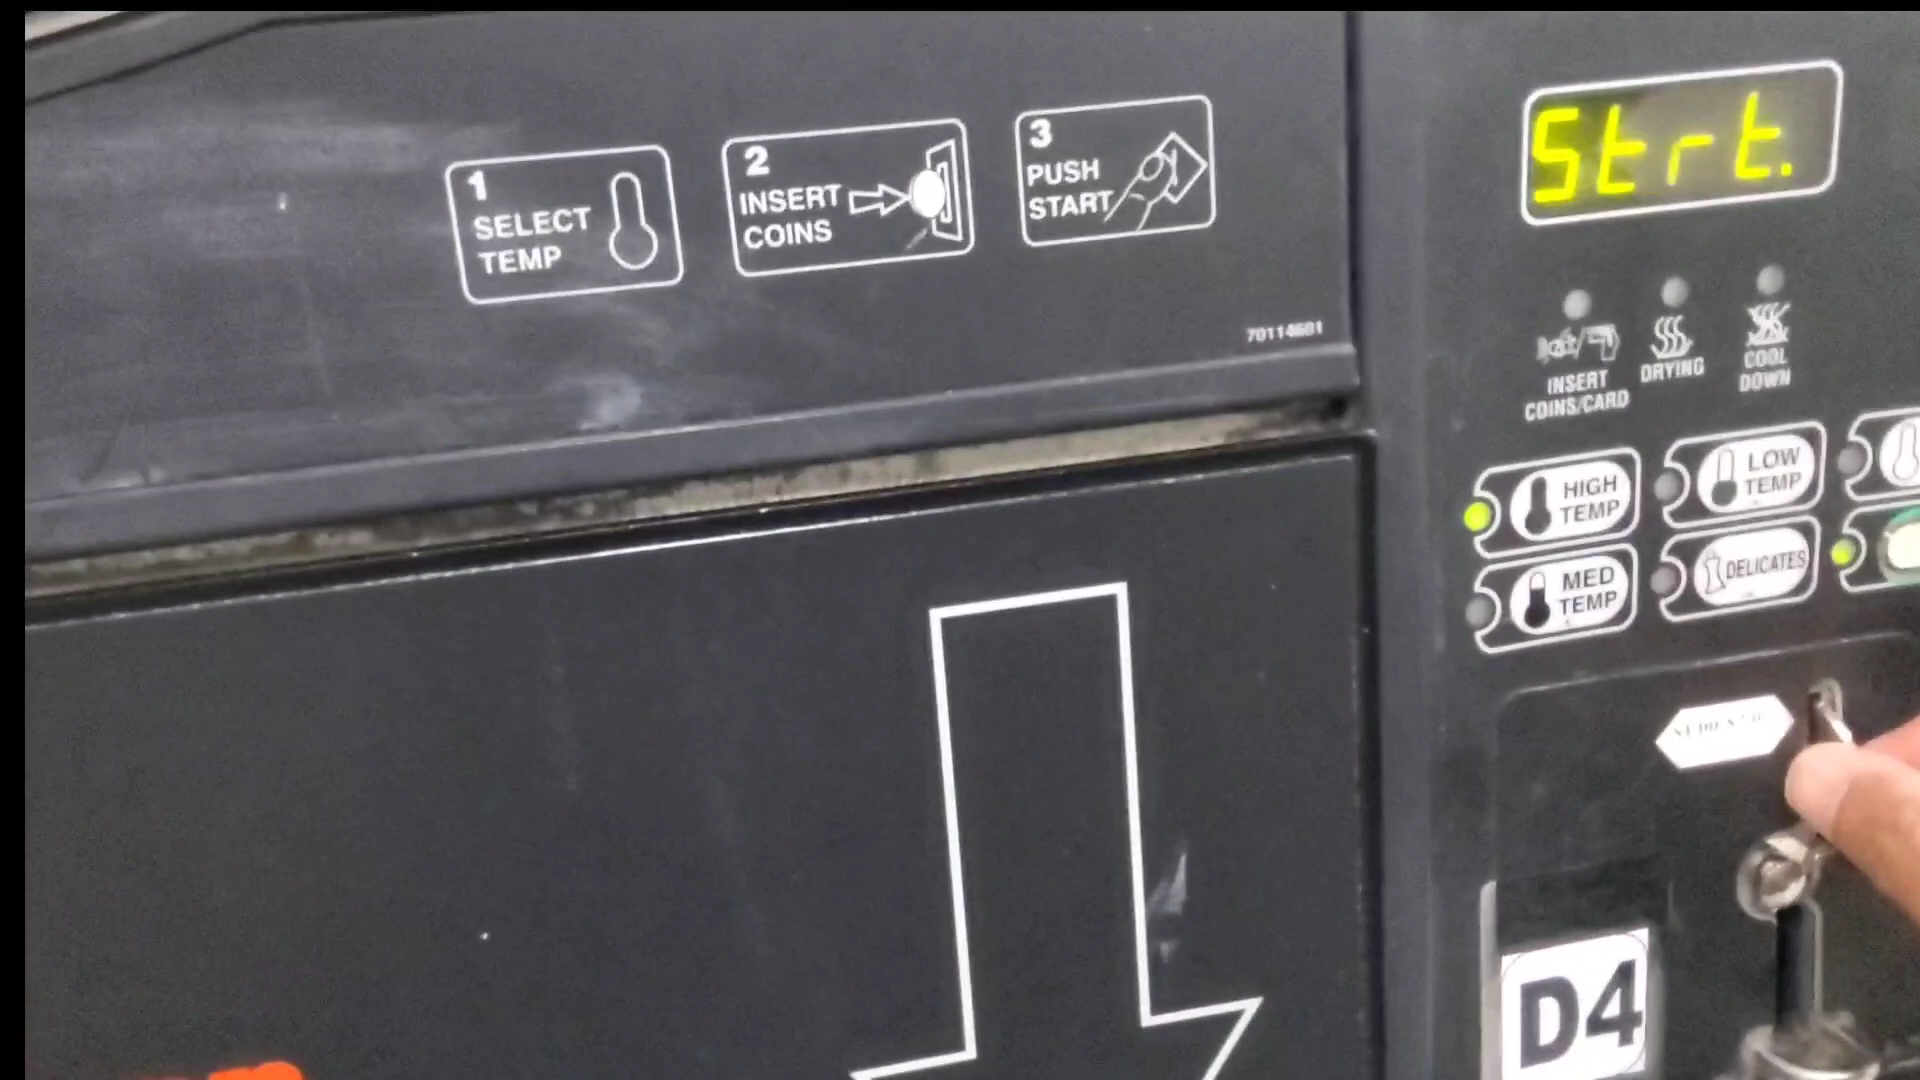 1
SELECT
TEMP
2
INSERT
COINS
3
PUSH
START
70114601
Strt.
INSERT
COINS/CARD
DRYING
COOL
DOWN
HIGH
TEMP
LOW
TEMP
MED
TEMP
DELICATES
D4